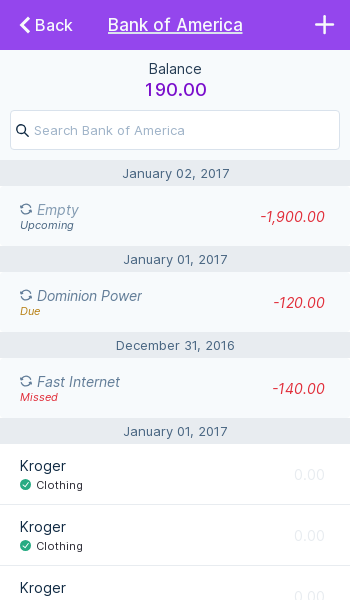 Back
Bank of America
Balance
190.00
Search Bank of America
January 02, 2017
Empty
-1,900.00
Upcoming
January 01, 2017
Dominion Power
-120.00
Due
December 31, 2016
Fast Internet
-140.00
Missed
January 01, 2017
Kroger
0.00
Clothing
Kroger
0.00
Clothing
Kroger
0.00